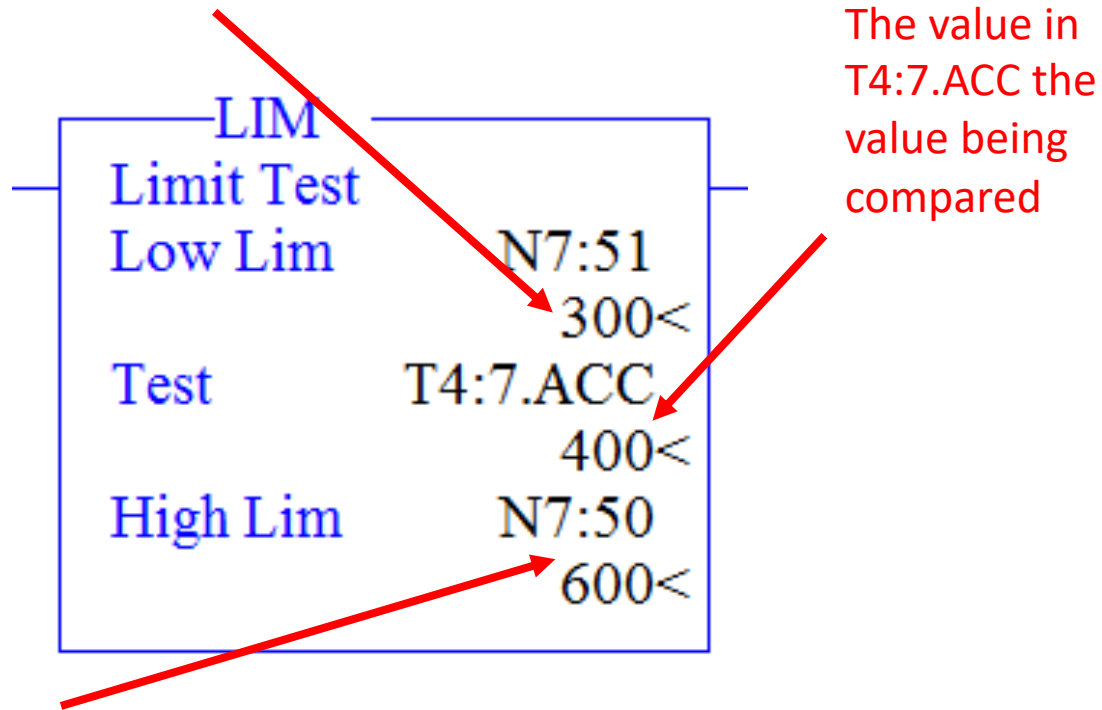 The value in
T4:7.ACC the
value being
compared
LIM
Limit Test
Low Lim N7:51
300<
Test T4:7.ACC
400<
High Lim N7:50
600<